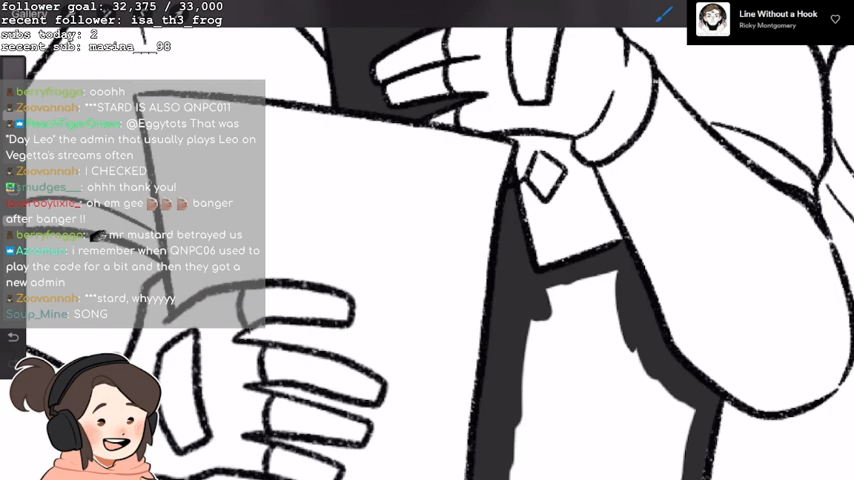 Gallery
follower goal: 32,375 / 33,000
recent follower: isa_th3_frog
subs today: 2
recent sub: marina___98
Line Without a Hook
Ricky Montgomery
berryfroggo: ooohh
Zoovannah: ***STARD IS ALSO QNPC011
@Eggytots That was
"Day Leo" the admin that usually plays Leo on
Vegetta's streams often
Zoovannah: I CHECKED
smudges___: ohhh thank you!
oh em gee banger
after banger !!
berryfroggo: mr mustard betrayed us
i remember when QNPC06 used to
play the code for a bit and then they got a
new admin
Zoovannah: ***stard, whyyyyy
Soup_Mine: SONG